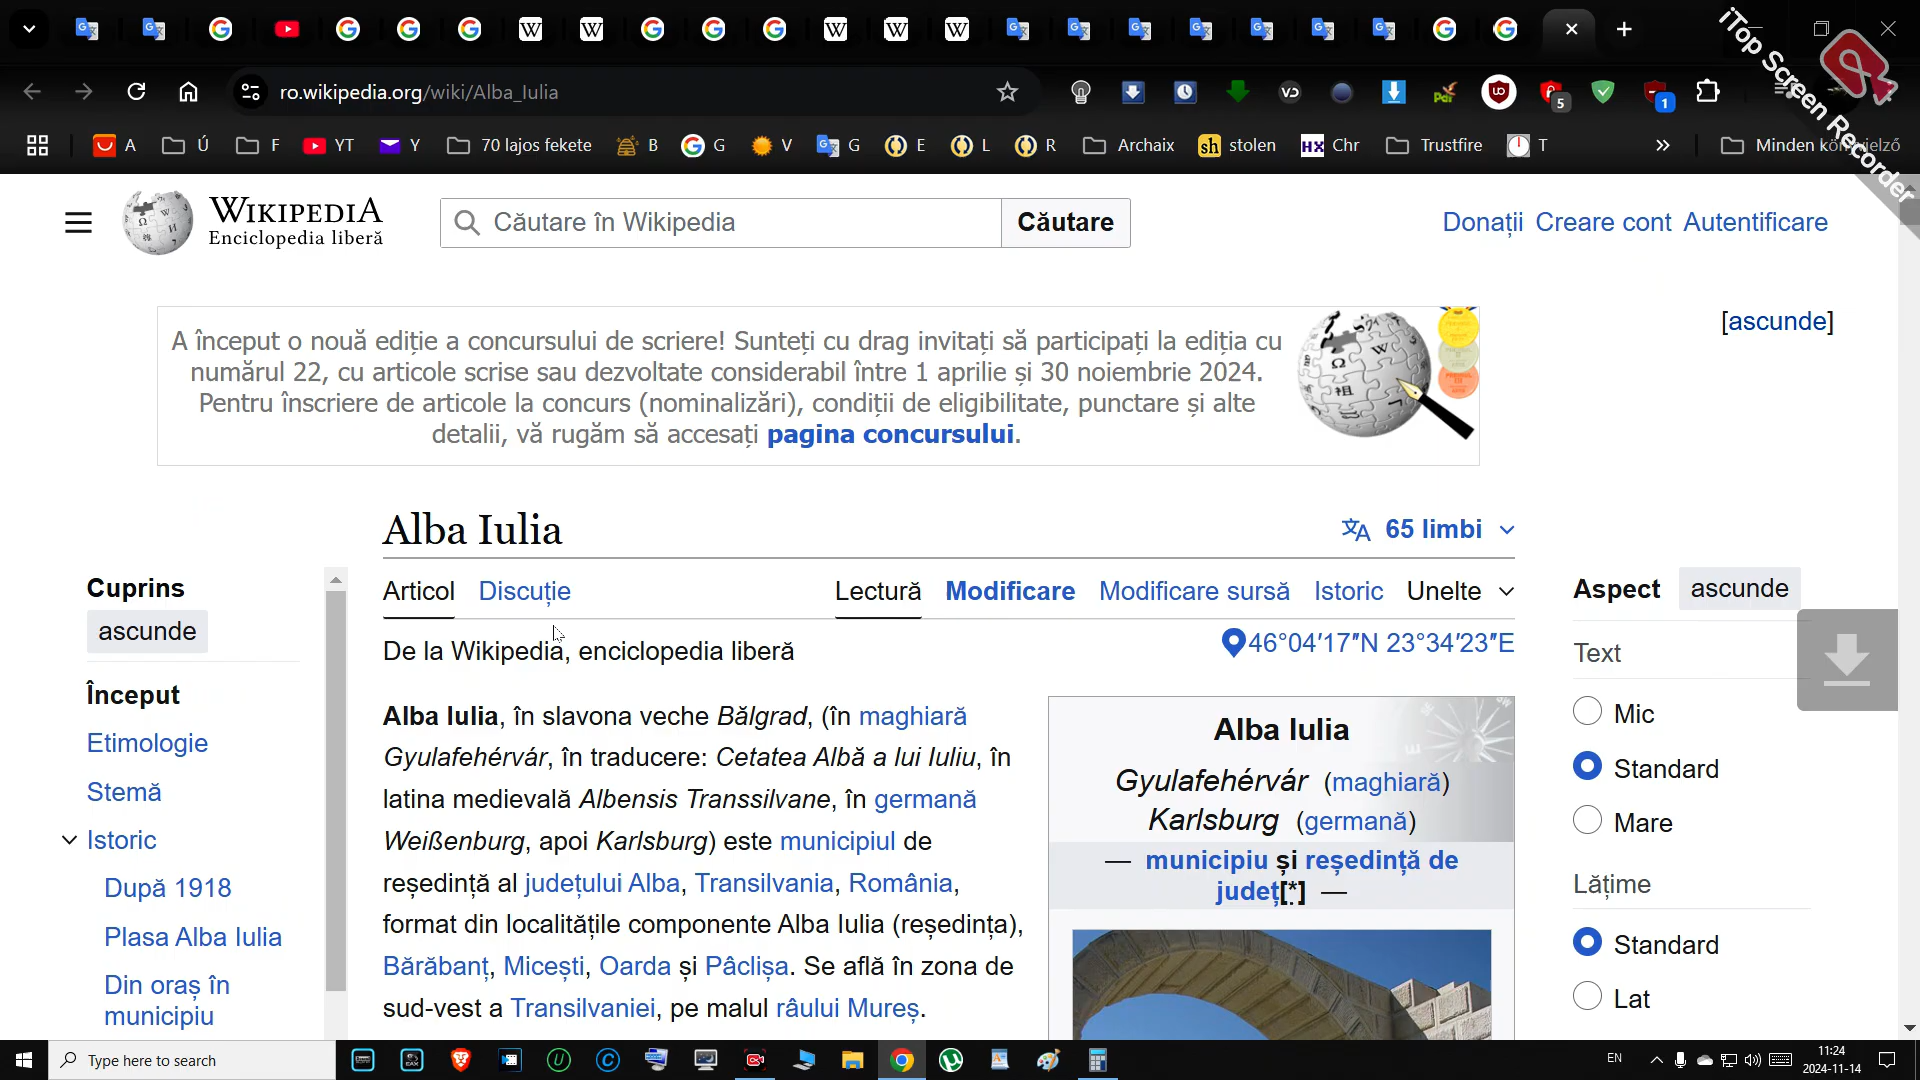 iTop Screen Recorder
ro.wikipedia.org/wiki/Alba_Iulia
5
1
A
Ú
F
YT
Y
70 lajos fekete
B
G
V
G
E
L
R
Archaix
stolen
Chr
Trustfire
T
»
WIKIPEDIA
Enciclopedia liberă
Căutare în Wikipedia
Căutare
Donații Creare cont Autentificare
A început o nouă ediție a concursului de scriere! Sunteți cu drag invitați să participați la ediția cu
numărul 22, cu articole scrise sau dezvoltate considerabil între 1 aprilie și 30 noiembrie 2024.
Pentru înscriere de articole la concurs (nominalizări), condiții de eligibilitate, punctare și alte
detalii, vă rugăm să accesați pagina concursului.
[ascunde]
Alba Iulia
65 limbi
Cuprins
ascunde
Început
Etimologie
Stemă
Istoric
După 1918
Plasa Alba Iulia
Din oraș în
municipiu
Articol Discuție
Lectură Modificare Modificare sursă Istoric Unelte
De la Wikipedia, enciclopedia liberă
46°04′17″N 23°34′23″E
Alba Iulia, în slavona veche Bălgrad, (în maghiară
Gyulafehérvár, în traducere: Cetatea Albă a lui Iuliu, în
latina medievală Albensis Transsilvane, în germană
Weißenburg, apoi Karlsburg) este municipiul de
reședință al județului Alba, Transilvania, România,
format din localitățile componente Alba Iulia (reședința),
Bărăbanț, Micești, Oarda și Pâclișa. Se află în zona de
sud-vest a Transilvaniei, pe malul râului Mureș.
Alba Iulia
Gyulafehérvár (maghiară)
Karlsburg (germană)
— municipiu și reședință de
județ[*] —
Aspect
ascunde
Text
Mic
Standard
Mare
Lățime
Standard
Lat
Type here to search
EN
11:24
2024-11-14